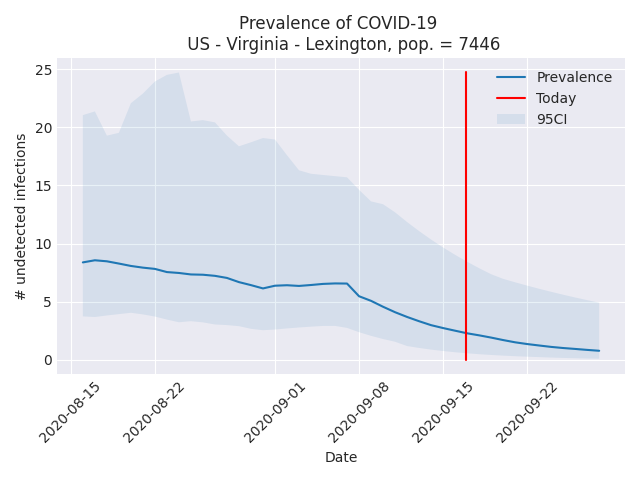 Prevalence of COVID-19
US - Virginia - Lexington, pop. = 7446
# undetected infections
25
20
15
10
5
0
Prevalence
Today
95CI
2020-08-15
2020-08-22
2020-09-01
2020-09-08
2020-09-15
2020-09-22
Date